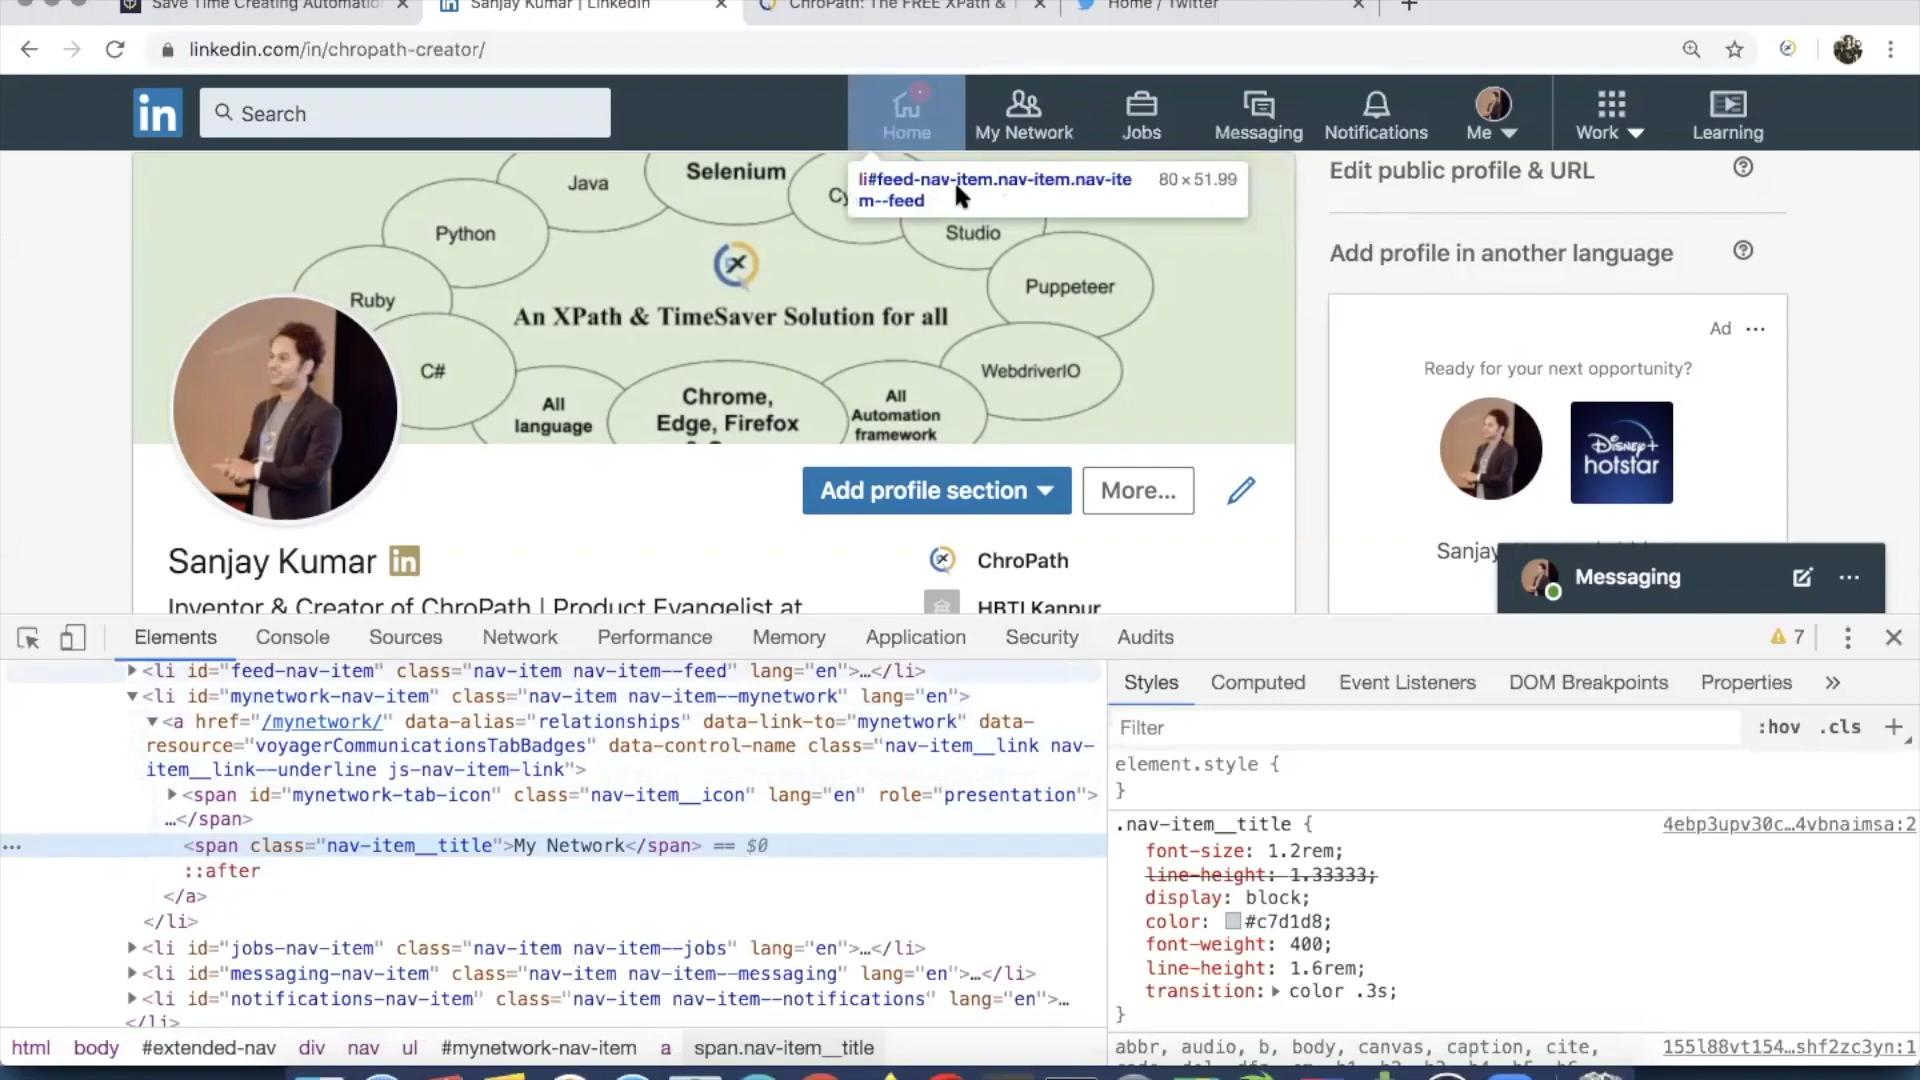 Save Time Creating Automatio
Sanjay Kumar | LinkedIn
ChroPath: The FREE XPath &
Home / Twitter
linkedin.com/in/chropath-creator/
in
Search
Home
My Network
Jobs
Messaging
Notifications
Me
Work
Learning
li#feed-nav-item.nav-item.nav-ite
m--feed
80 × 51.99
Java
Selenium
Cy
Python
Studio
Ruby
Puppeteer
An XPath & TimeSaver Solution for all
C#
WebdriverIO
All
language
Chrome,
Edge, Firefox
All
Automation
framework
Edit public profile & URL
Add profile in another language
Ad
Ready for your next opportunity?
Disney+
hotstar
Sanjay
Messaging
Add profile section
More...
Sanjay Kumar in
ChroPath
Inventor & Creator of ChroPath | Product Evangelist at
HBTI Kanpur
Elements
Console
Sources
Network
Performance
Memory
Application
Security
Audits
7
<li id="feed-nav-item" class="nav-item nav-item--feed" lang="en">…</li>
<li id="mynetwork-nav-item" class="nav-item nav-item--mynetwork" lang="en">
<a href="/mynetwork/" data-alias="relationships" data-link-to="mynetwork" data-
resource="voyagerCommunicationsTabBadges" data-control-name class="nav-item__link nav-
item__link--underline js-nav-item-link">
<span id="mynetwork-tab-icon" class="nav-item__icon" lang="en" role="presentation">
…</span>
<span class="nav-item__title">My Network</span> == $0
::after
</a>
</li>
<li id="jobs-nav-item" class="nav-item nav-item--jobs" lang="en">…</li>
<li id="messaging-nav-item" class="nav-item nav-item--messaging" lang="en">…</li>
<li id="notifications-nav-item" class="nav-item nav-item--notifications" lang="en">…
</li>
html body #extended-nav div nav ul #mynetwork-nav-item a span.nav-item__title
Styles
Computed
Event Listeners
DOM Breakpoints
Properties
»
Filter
:hov .cls +
element.style {
}
.nav-item__title {
4ebp3upv30c…4vbnaimsa:2
font-size: 1.2rem;
line-height: 1.33333;
display: block;
color: #c7d1d8;
font-weight: 400;
line-height: 1.6rem;
transition: color .3s;
}
abbr, audio, b, body, canvas, caption, cite,
155l88vt154…shf2zc3yn:1